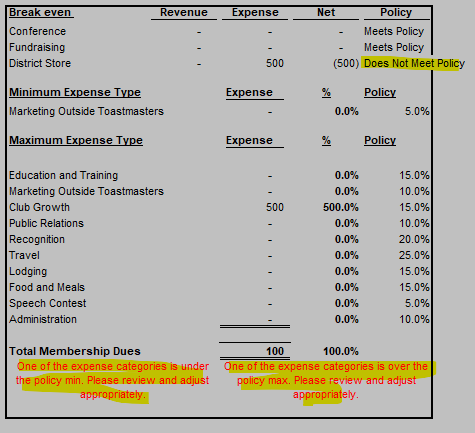 Break even Revenue Expense Net Policy
Conference - - - Meets Policy
Fundraising - - - Meets Policy
District Store - 500 (500) Does Not Meet Policy
Minimum Expense Type Expense % Policy
Marketing Outside Toastmasters - 0.0% 5.0%
Maximum Expense Type Expense % Policy
Education and Training - 0.0% 15.0%
Marketing Outside Toastmasters - 0.0% 10.0%
Club Growth 500 500.0% 15.0%
Public Relations - 0.0% 10.0%
Recognition - 0.0% 20.0%
Travel - 0.0% 25.0%
Lodging - 0.0% 15.0%
Food and Meals - 0.0% 15.0%
Speech Contest - 0.0% 5.0%
Administration - 0.0% 10.0%
Total Membership Dues 100 100.0%
One of the expense categories is under
the policy min. Please review and adjust
appropriately.
One of the expense categories is over the
policy max. Please review and adjust
appropriately.